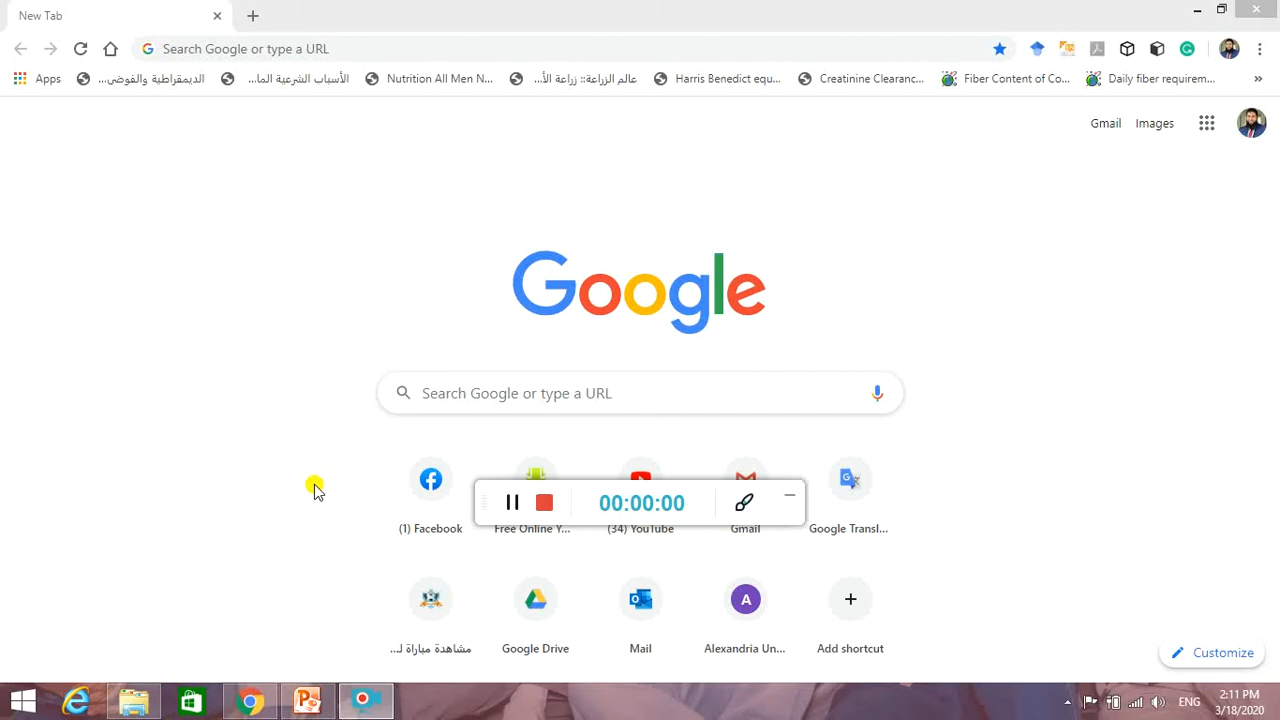 New Tab
Search Google or type a URL
Apps
الديمقراطية والفوضى...
الأسباب الشرعية الما...
Nutrition All Men N...
عالم الزراعة:: زراعة الأ...
Harris Benedict equ...
Creatinine Clearanc...
Fiber Content of Co...
Daily fiber requirem...
»
Gmail Images
Google
Search Google or type a URL
00:00:00
(1) Facebook
Free Online Y...
(34) YouTube
Gmail
Google Transl...
مشاهدة مباراة لـ...
Google Drive
Mail
A
Alexandria Un...
Add shortcut
Customize
ENG
2:11 PM
3/18/2020